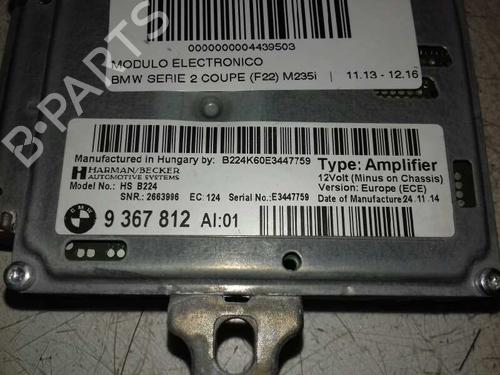 0000000004439503
MODULO ELECTRONICO
BMW SERIE 2 COUPE (F22) M235i | 11.13 - 12.16
B-PARTS
Manufactured in Hungary by: B224K60E3447759
HARMAN/BECKER
AUTOMOTIVE SYSTEMS
Type: Amplifier
12Volt (Minus on Chassis)
Model No.: HS B224
Version: Europe (ECE)
SNR.: 2663996 EC: 124 Serial No.: E3447759
Date of Manufacture: 24.11.14
BMW
9 367 812 AI:01